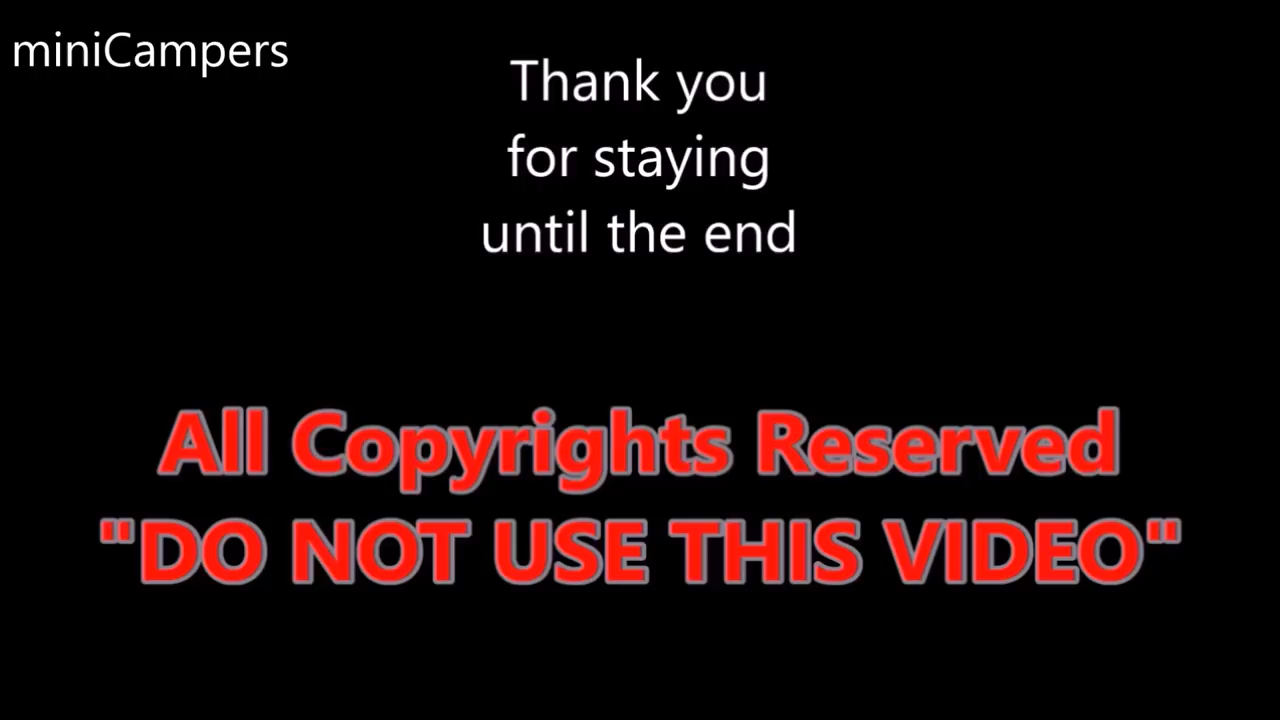 miniCampers
Thank you
for staying
until the end
All Copyrights Reserved
"DO NOT USE THIS VIDEO"